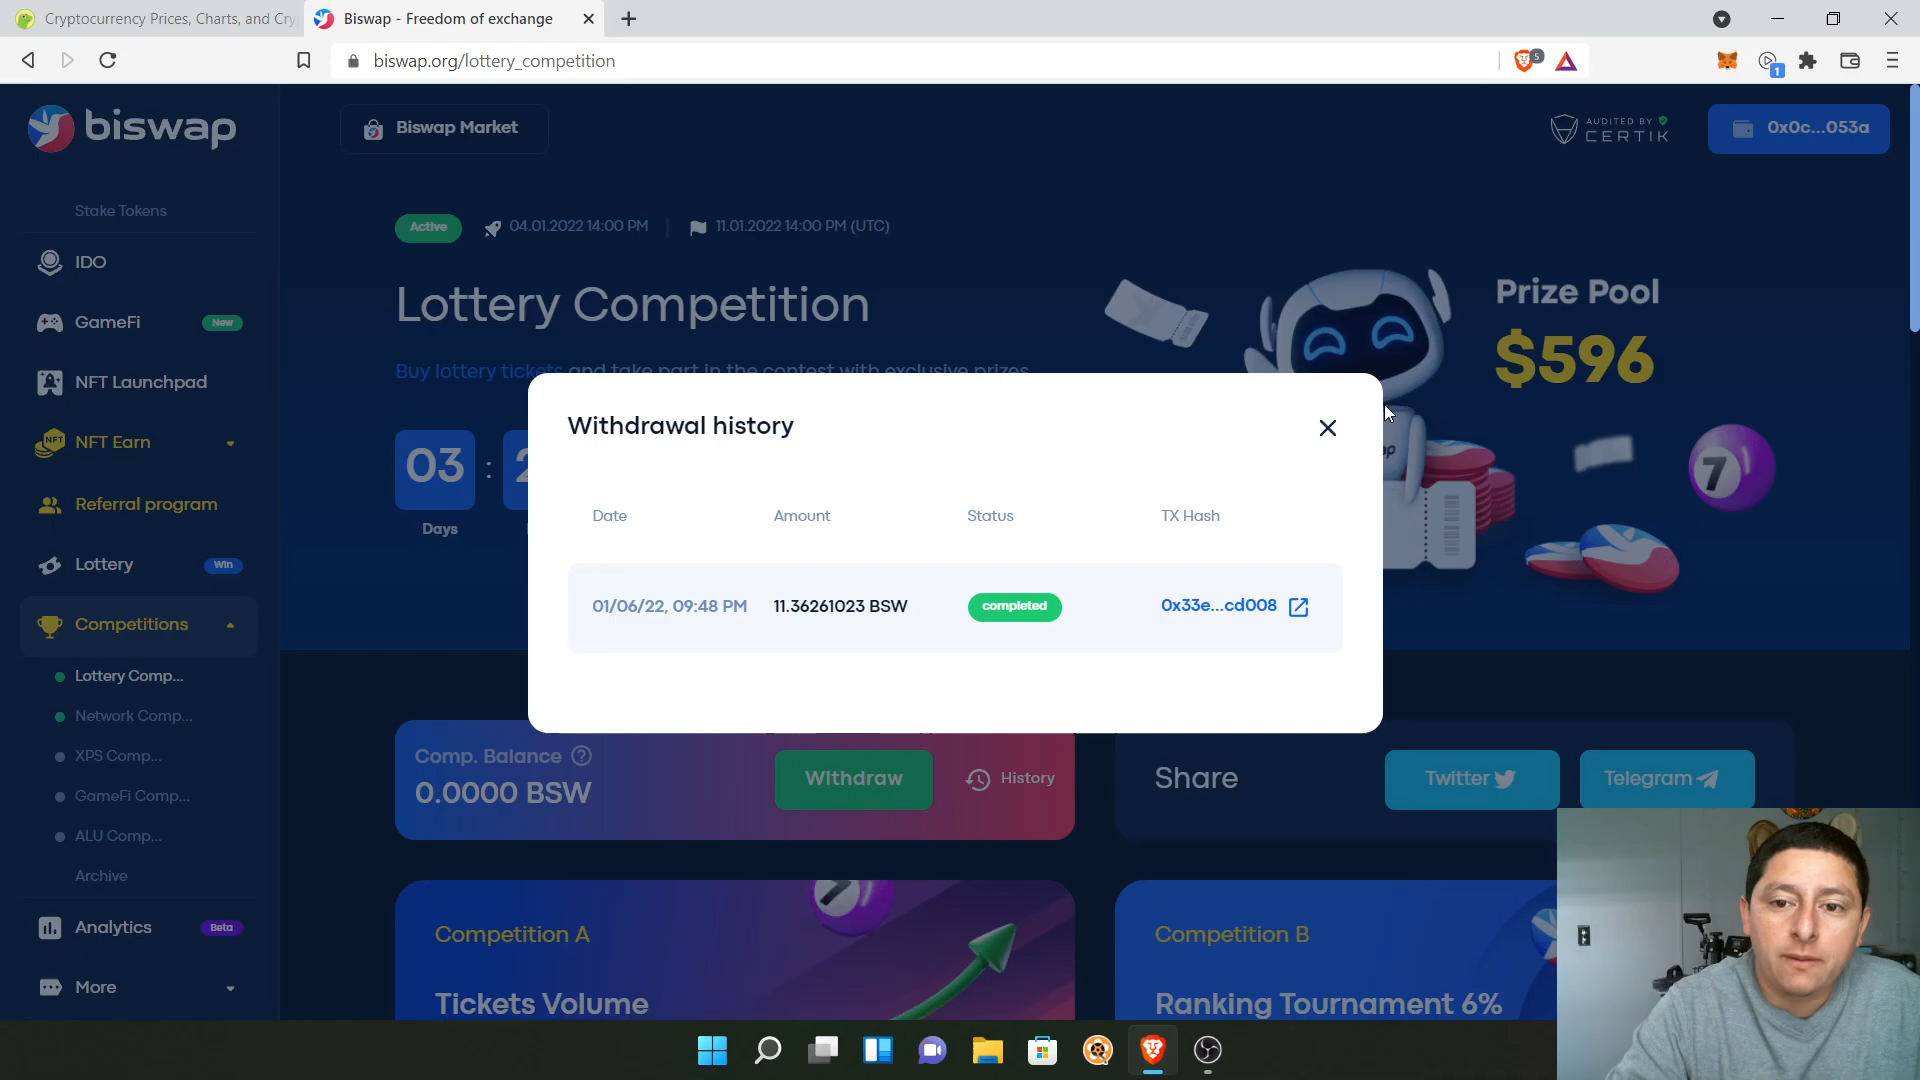 Cryptocurrency Prices, Charts, and Cry
Biswap - Freedom of exchange
biswap.org/lottery_competition
5
1
biswap
Biswap Market
AUDITED BY
CERTIK
0x0c...053a
Stake Tokens
IDO
GameFi
New
NFT Launchpad
NFT Earn
Referral program
Lottery
Win
Competitions
Lottery Comp...
Network Comp...
XPS Comp...
GameFi Comp...
ALU Comp...
Archive
Analytics
Beta
More
Active
04.01.2022 14:00 PM
11.01.2022 14:00 PM (UTC)
Lottery Competition
Prize Pool
$596
Buy lottery tickets and take part in the contest with exclusive prizes
03 : 2
Days
7
Withdrawal history
Date
Amount
Status
TX Hash
01/06/22, 09:48 PM
11.36261023 BSW
completed
0x33e...cd008
Comp. Balance
0.0000 BSW
Withdraw
History
Share
Twitter
Telegram
Competition A
Tickets Volume
Competition B
Ranking Tournament 6%